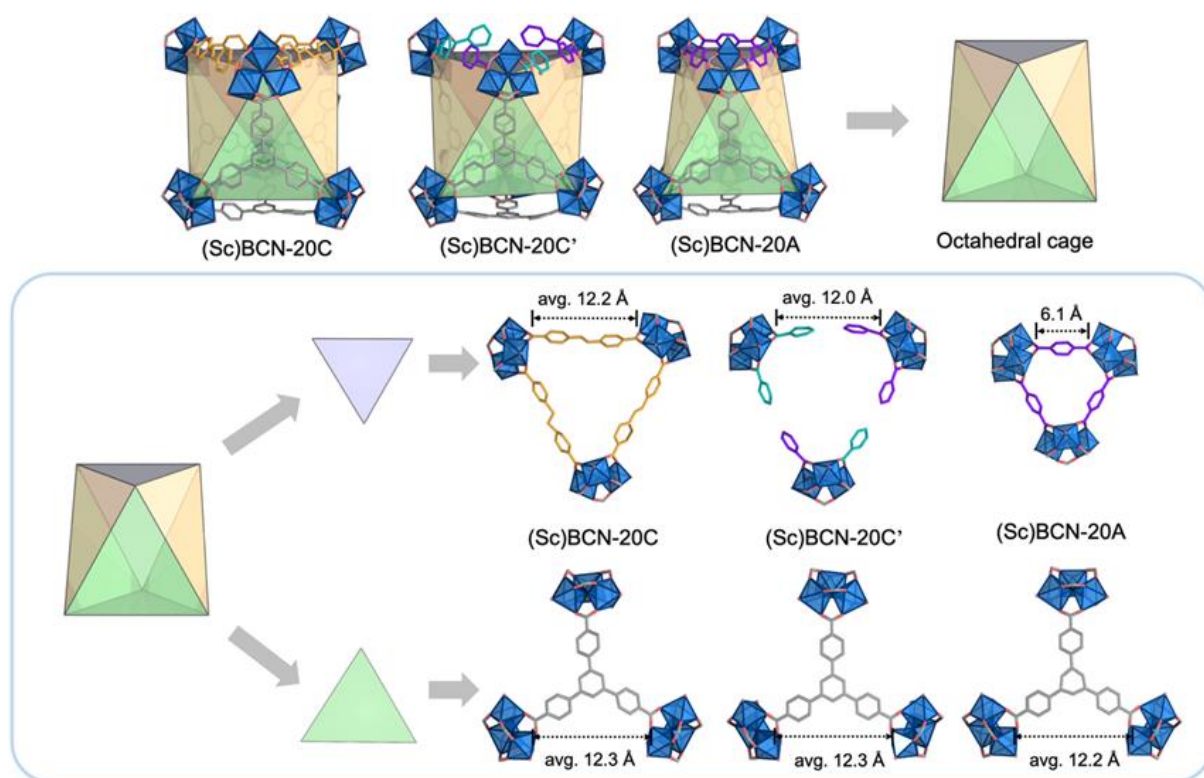 (Sc)BCN-20C
(Sc)BCN-20C’
(Sc)BCN-20A
Octahedral cage
avg. 12.2 Å
avg. 12.0 Å
6.1 Å
(Sc)BCN-20C
(Sc)BCN-20C’
(Sc)BCN-20A
avg. 12.3 Å
avg. 12.3 Å
avg. 12.2 Å